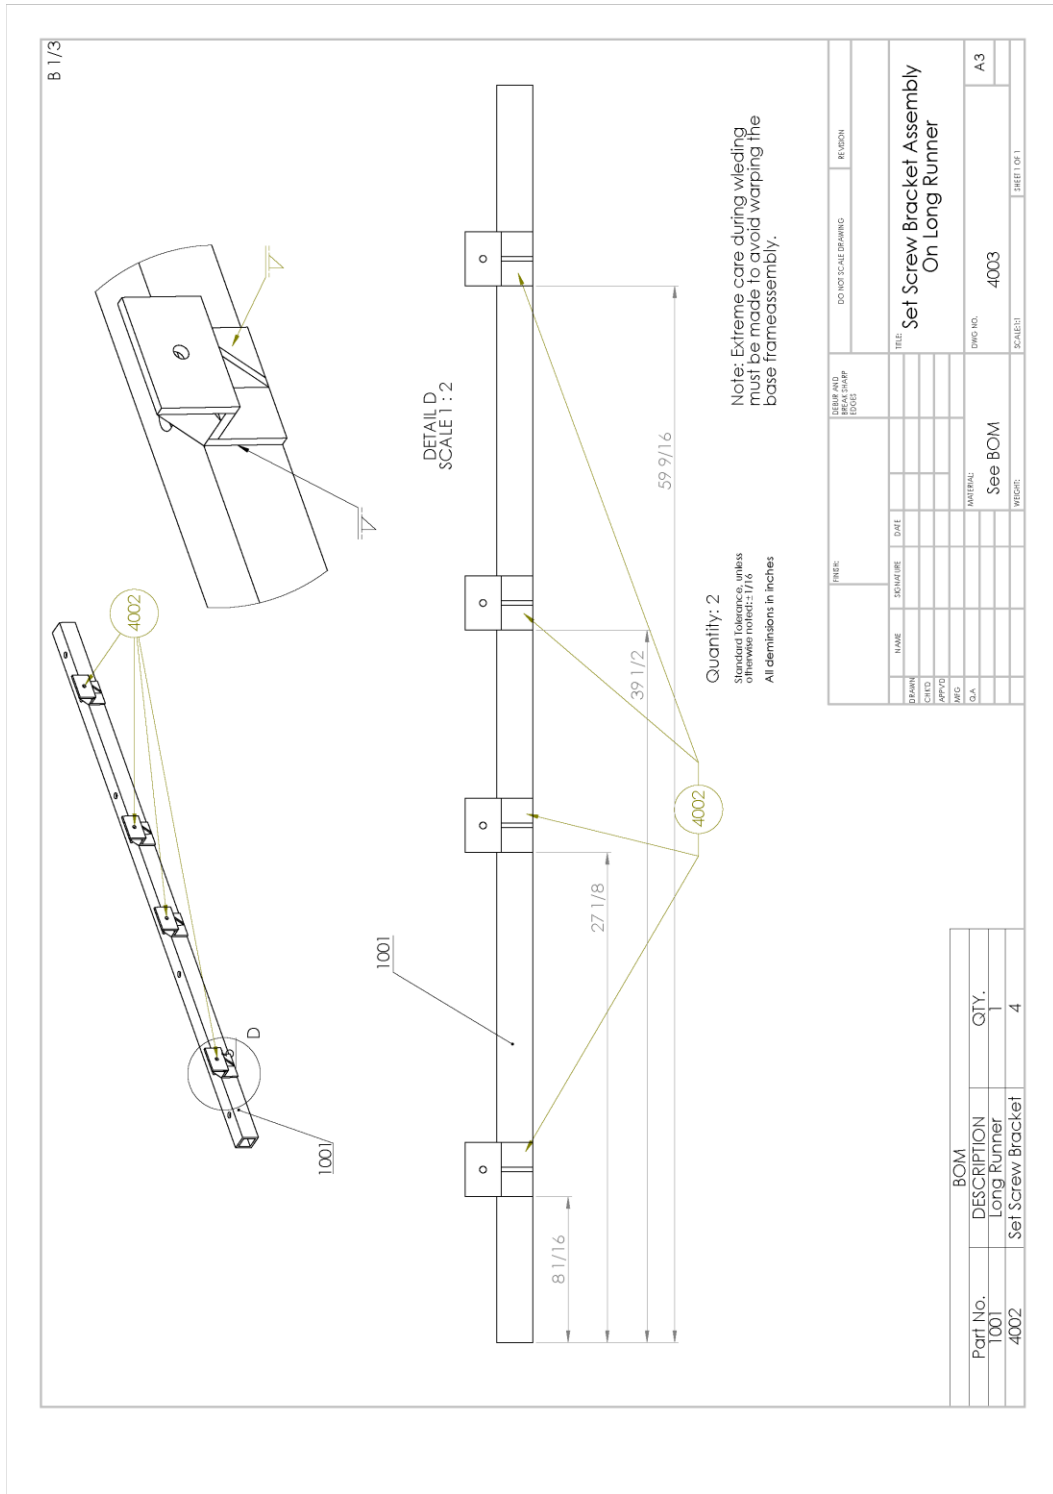 B 1/3
4002
D
1001
DETAIL D
SCALE 1 : 2
1001
8 1/16
27 1/8
39 1/2
59 9/16
4002
Quantity: 2
Standard Tolerance, unless
otherwise noted: ±1/16
All deminsions in inches
Note: Extreme care during wleding
must be made to avoid warping the
base frameassembly.
BOM
Part No. DESCRIPTION QTY.
1001 Long Runner 1
4002 Set Screw Bracket 4
FINISH:
DEBUR AND
BREAK SHARP
EDGES
DO NOT SCALE DRAWING
REVISION
NAME SIGNATURE DATE
DRAWN
CHK'D
APPV'D
MFG
Q.A
TITLE:
Set Screw Bracket Assembly
On Long Runner
MATERIAL:
See BOM
DWG NO.
4003
A3
WEIGHT:
SCALE:1:1
SHEET 1 OF 1